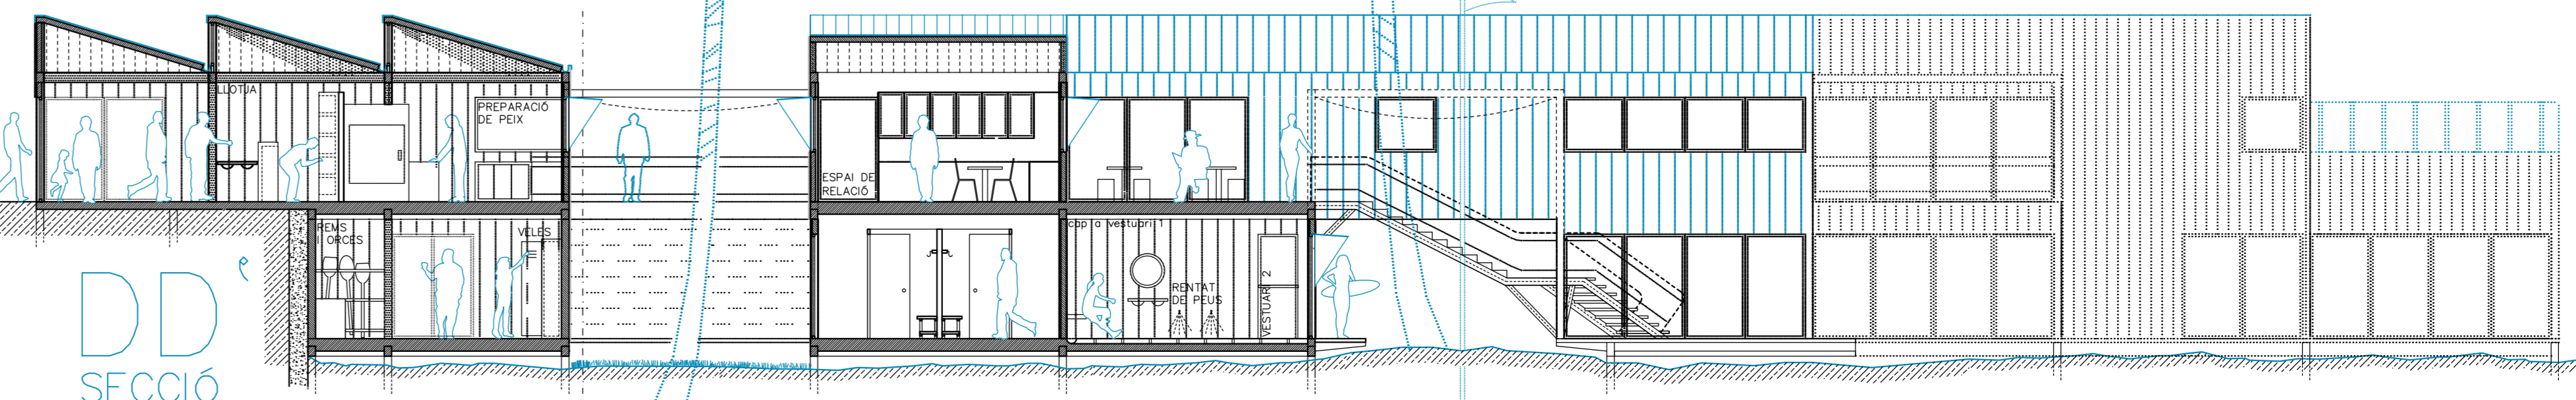 LLOTJA
PREPARACIÓ
DE PEIX
ESPAI DE
RELACIÓ
REMS
I ORCES
VELES
cap a vestuari 1
RENTAT
DE PEUS
VESTUARI 2
DD'
SECCIÓ